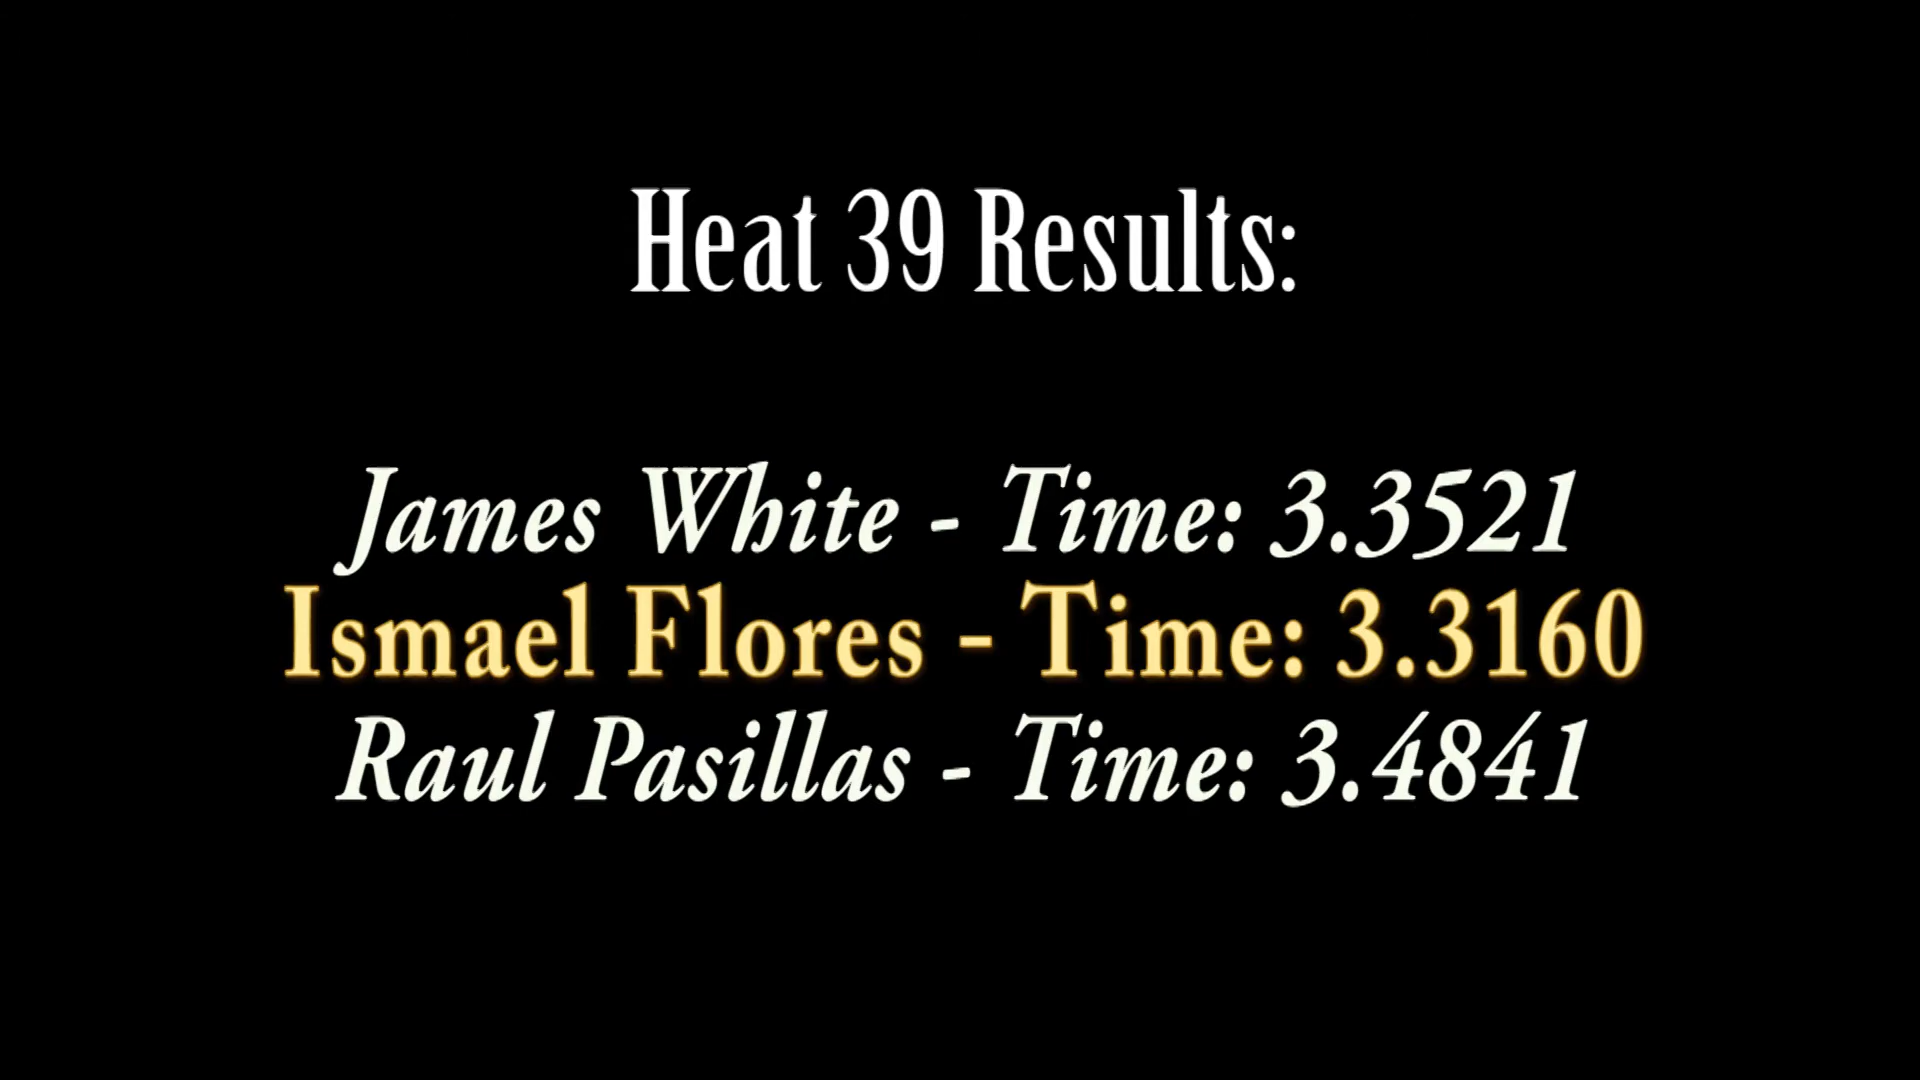 Heat 39 Results:
James White - Time: 3.3521
Ismael Flores - Time: 3.3160
Raul Pasillas - Time: 3.4841